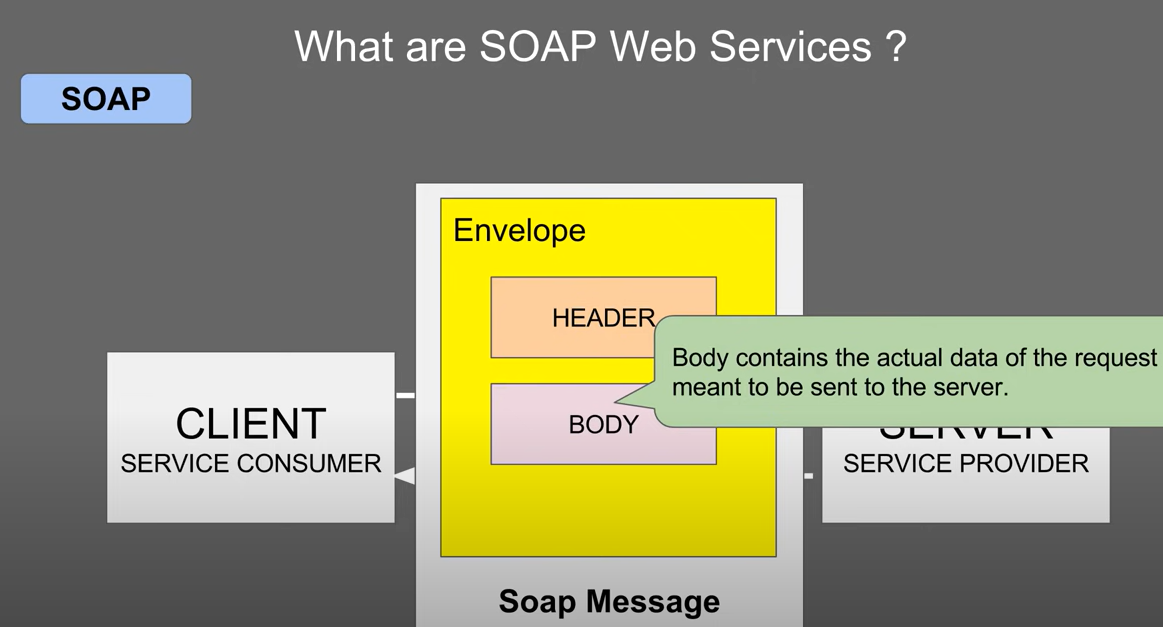 What are SOAP Web Services ?
SOAP
Envelope
HEADER
Body contains the actual data of the request
meant to be sent to the server.
BODY
CLIENT
SERVICE CONSUMER
SERVER
SERVICE PROVIDER
Soap Message